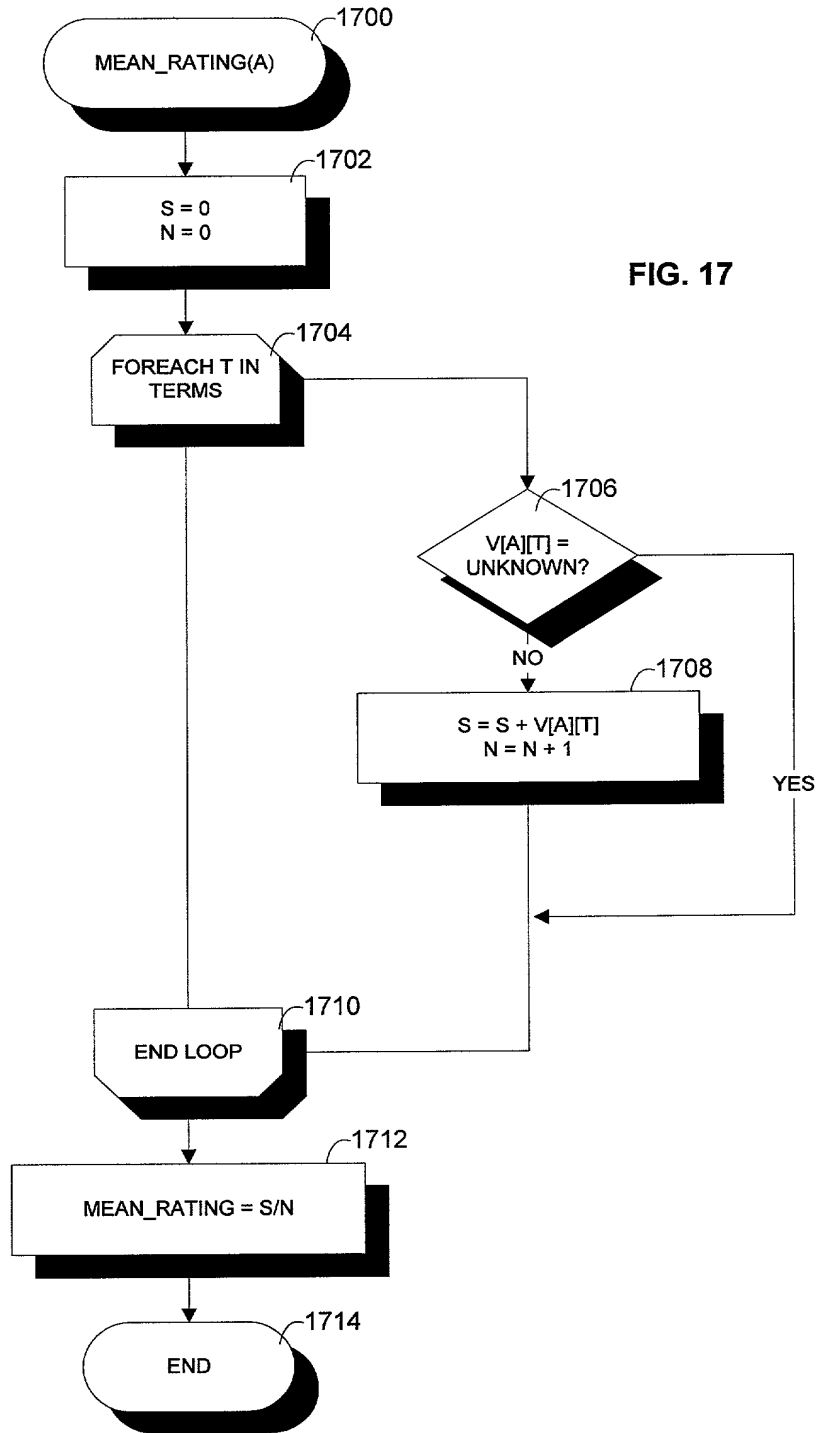 1700
MEAN_RATING(A)
1702
S = 0
N = 0
FIG. 17
1704
FOREACH T IN
TERMS
1706
V[A][T] =
UNKNOWN?
NO
1708
S = S + V[A][T]
N = N + 1
YES
1710
END LOOP
1712
MEAN_RATING = S/N
1714
END